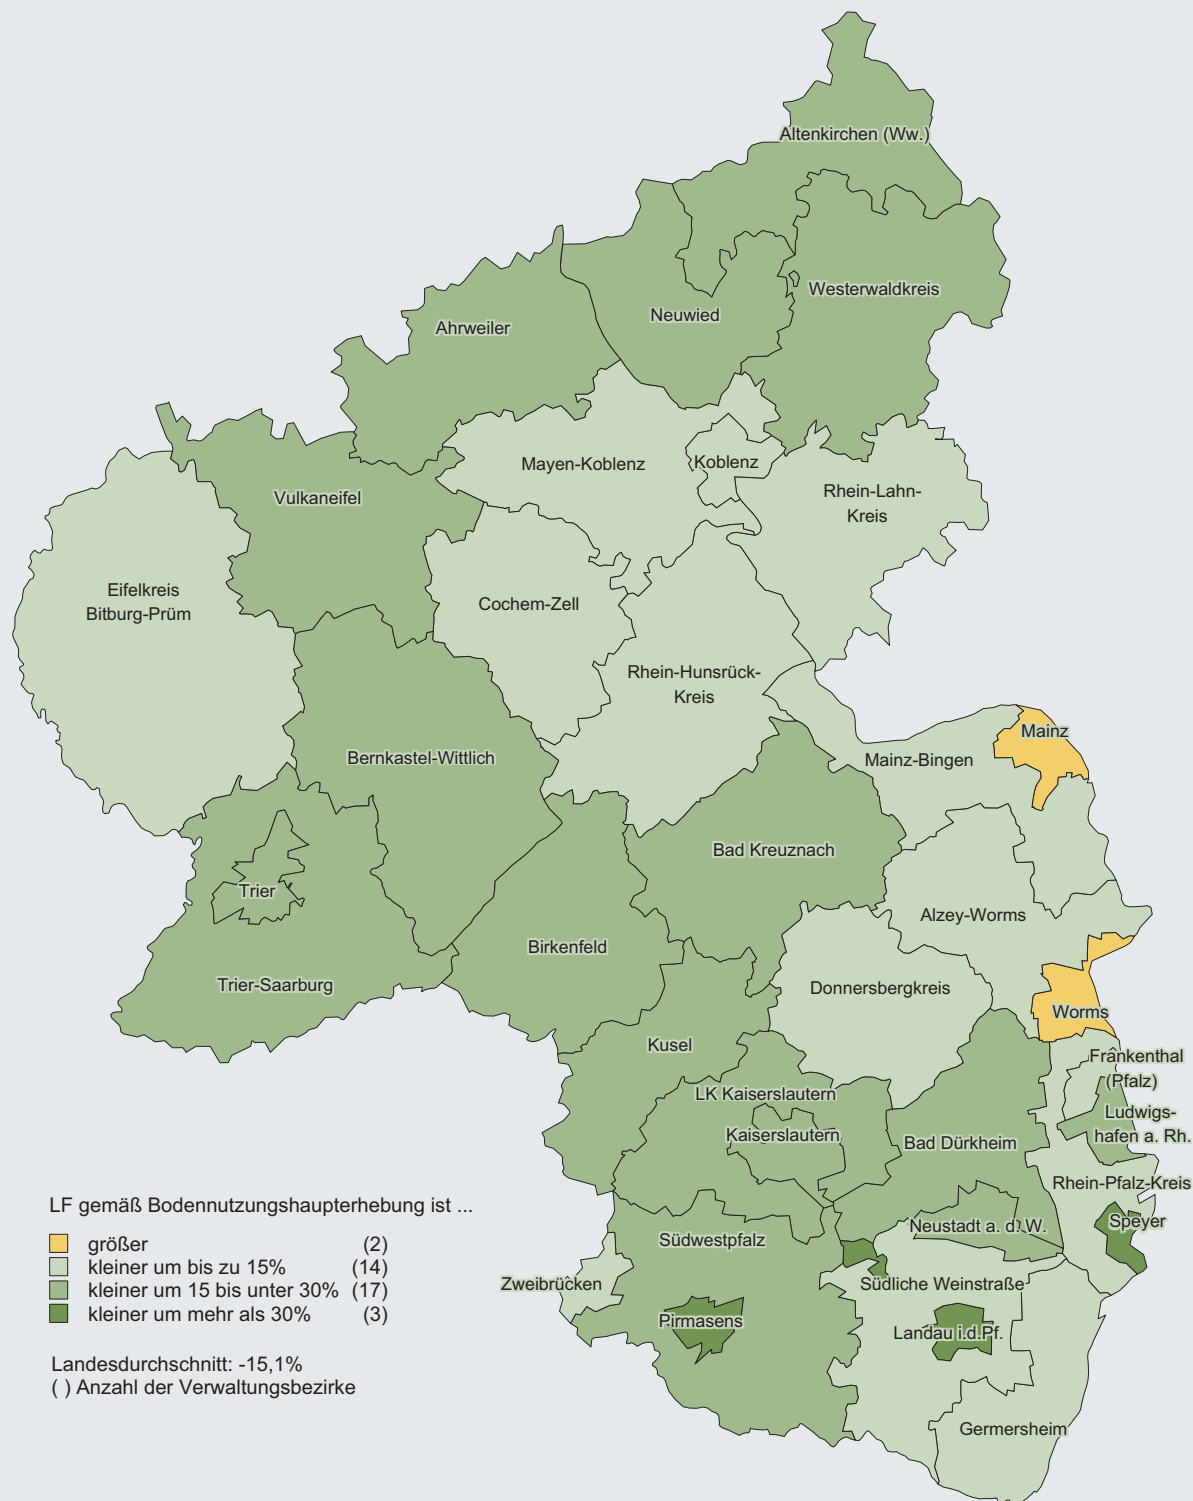 Altenkirchen (Ww.)
Westerwaldkreis
Neuwied
Ahrweiler
Mayen-Koblenz
Koblenz
Rhein-Lahn-
Kreis
Vulkaneifel
Eifelkreis
Bitburg-Prüm
Cochem-Zell
Rhein-Hunsrück-
Kreis
Mainz
Mainz-Bingen
Bernkastel-Wittlich
Bad Kreuznach
Trier
Alzey-Worms
Birkenfeld
Trier-Saarburg
Donnersbergkreis
Worms
Kusel
Frankenthal
(Pfalz)
LK Kaiserslautern
Ludwigs-
hafen a. Rh.
Kaiserslautern
Bad Dürkheim
Rhein-Pfalz-Kreis
Speyer
Neustadt a. d. W.
Südwestpfalz
Zweibrücken
Südliche Weinstraße
Pirmasens
Landau i.d.Pf.
Germersheim
LF gemäß Bodennutzungshaupterhebung ist ...
größer (2)
kleiner um bis zu 15% (14)
kleiner um 15 bis unter 30% (17)
kleiner um mehr als 30% (3)
Landesdurchschnitt: -15,1%
( ) Anzahl der Verwaltungsbezirke